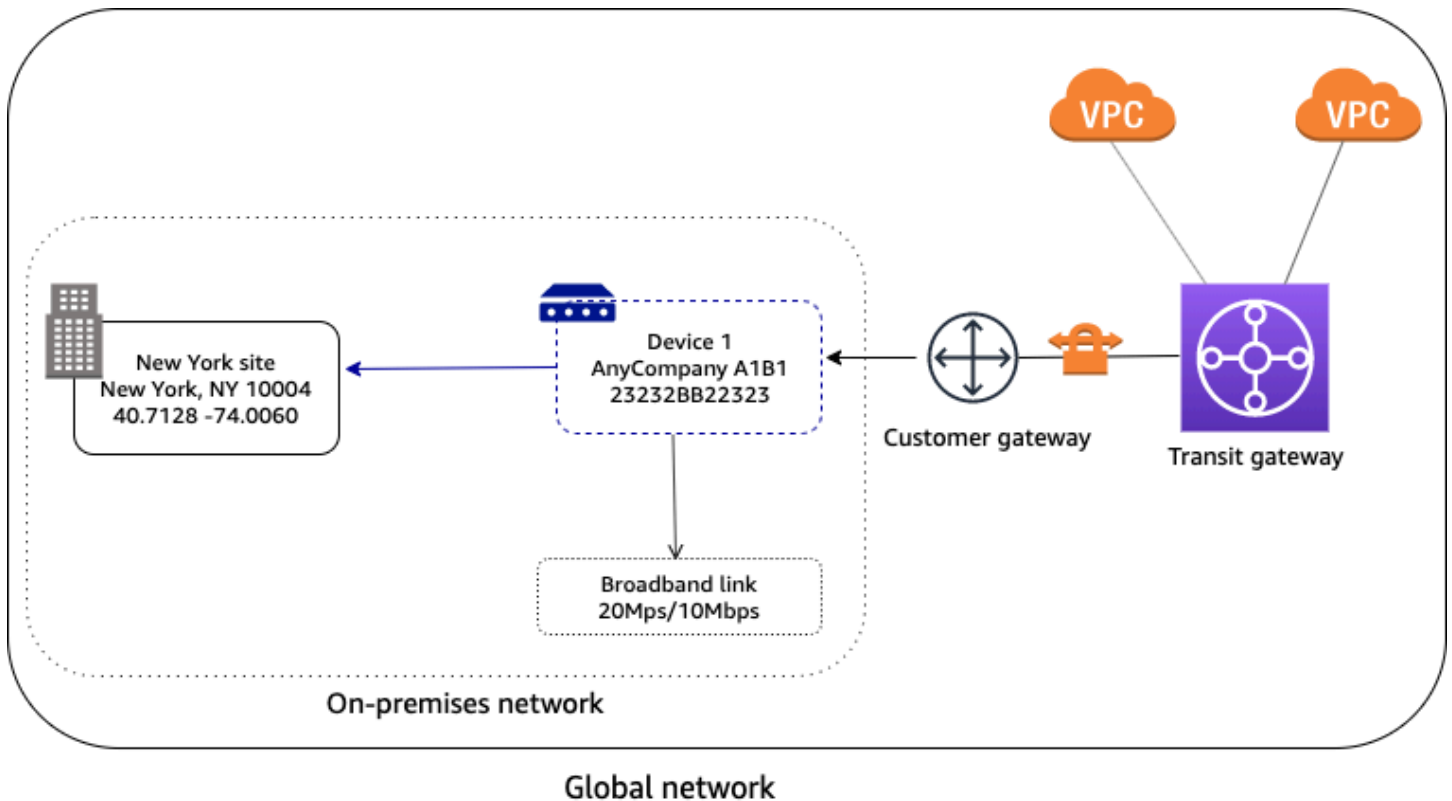 VPC
VPC
New York site
New York, NY 10004
40.7128 -74.0060
Device 1
AnyCompany A1B1
23232BB22323
Customer gateway
Transit gateway
Broadband link
20Mps/10Mbps
On-premises network
Global network